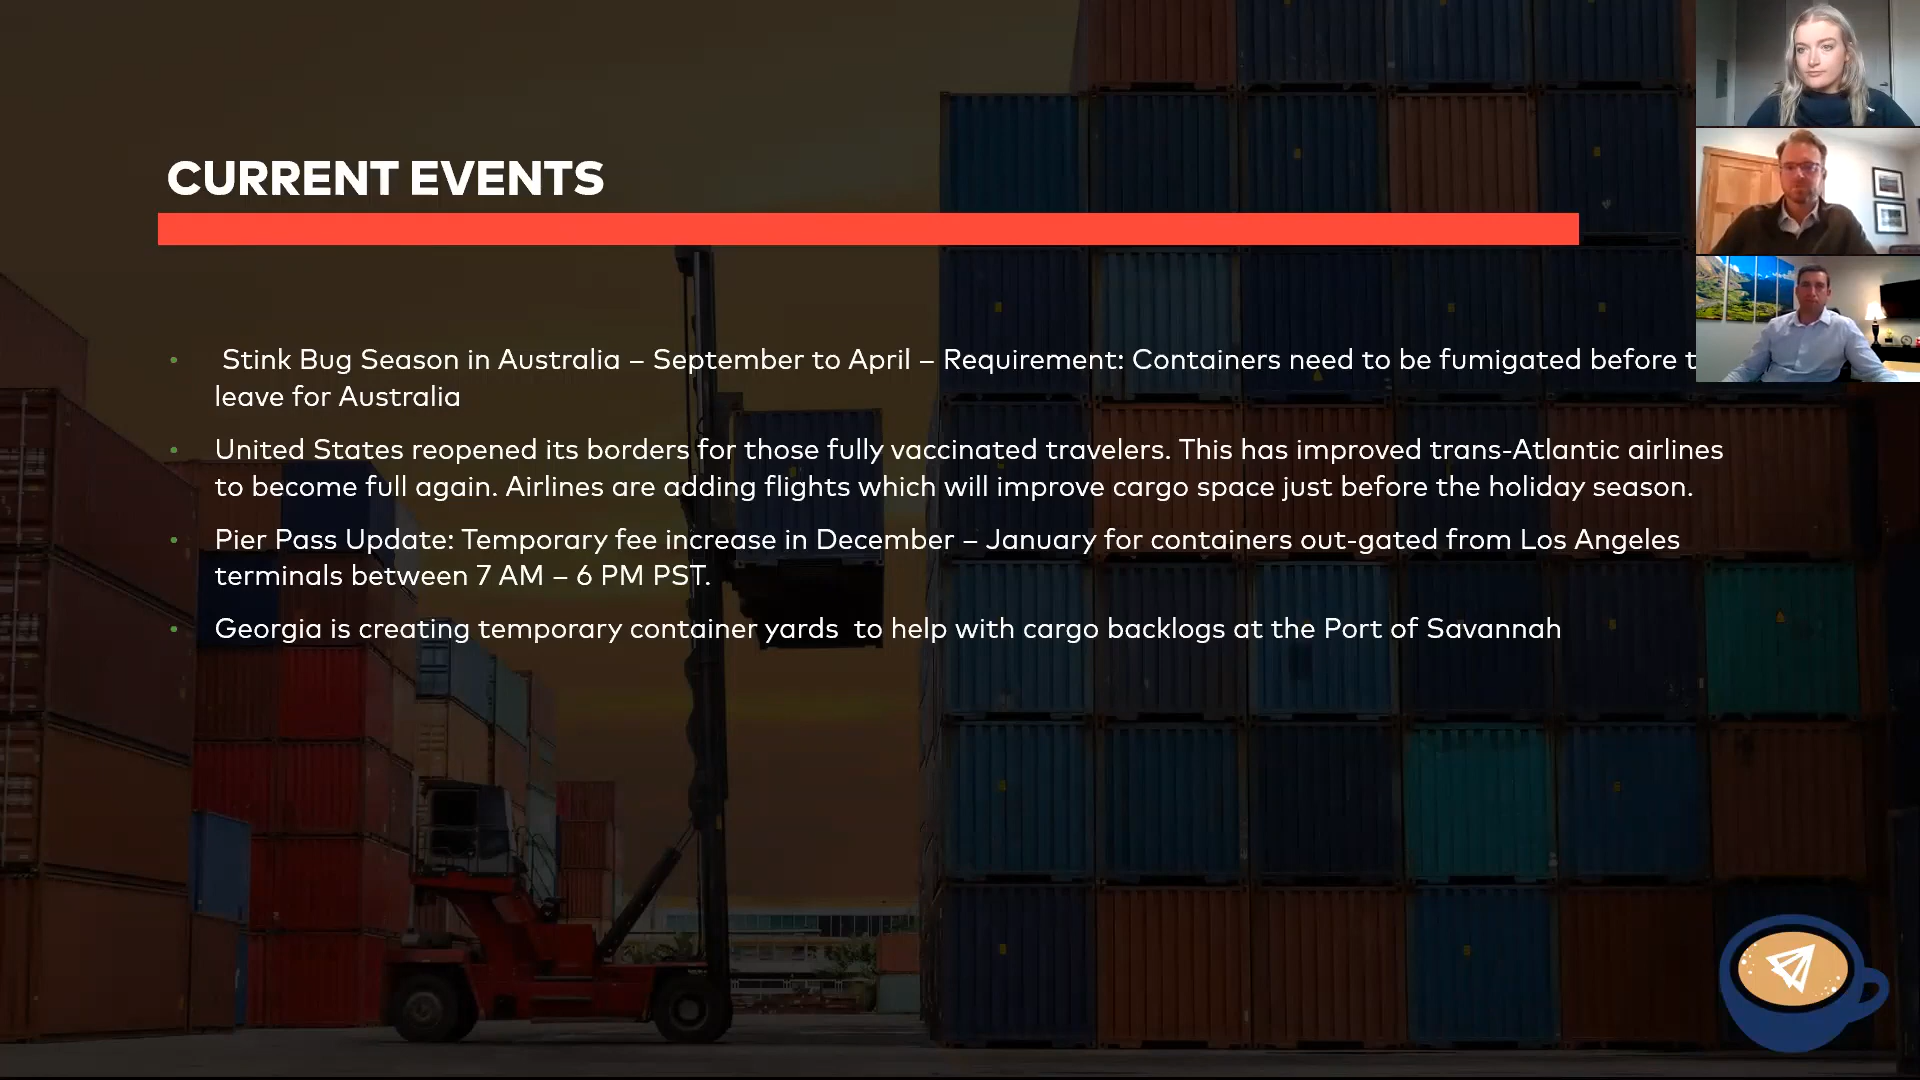 CURRENT EVENTS
• Stink Bug Season in Australia – September to April – Requirement: Containers need to be fumigated before
leave for Australia
• United States reopened its borders for those fully vaccinated travelers. This has improved trans-Atlantic airlines
to become full again. Airlines are adding flights which will improve cargo space just before the holiday season.
• Pier Pass Update: Temporary fee increase in December – January for containers out-gated from Los Angeles
terminals between 7 AM – 6 PM PST.
• Georgia is creating temporary container yards  to help with cargo backlogs at the Port of Savannah